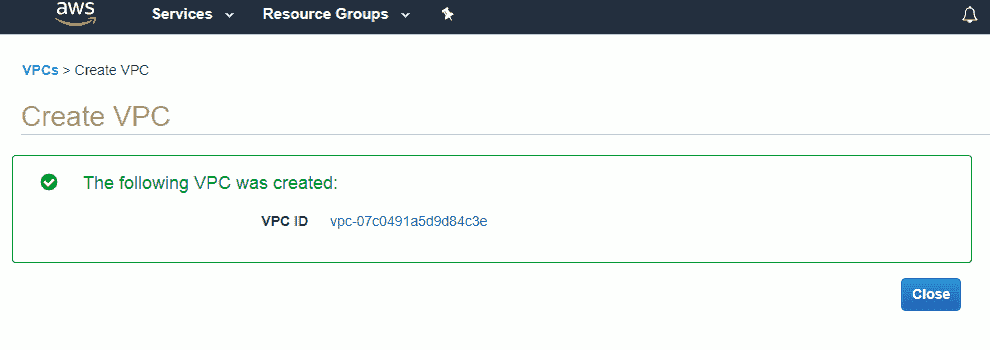 aws Services Resource Groups
VPCs > Create VPC
Create VPC
The following VPC was created:
VPC ID vpc-07c0491a5d9d84c3e
Close